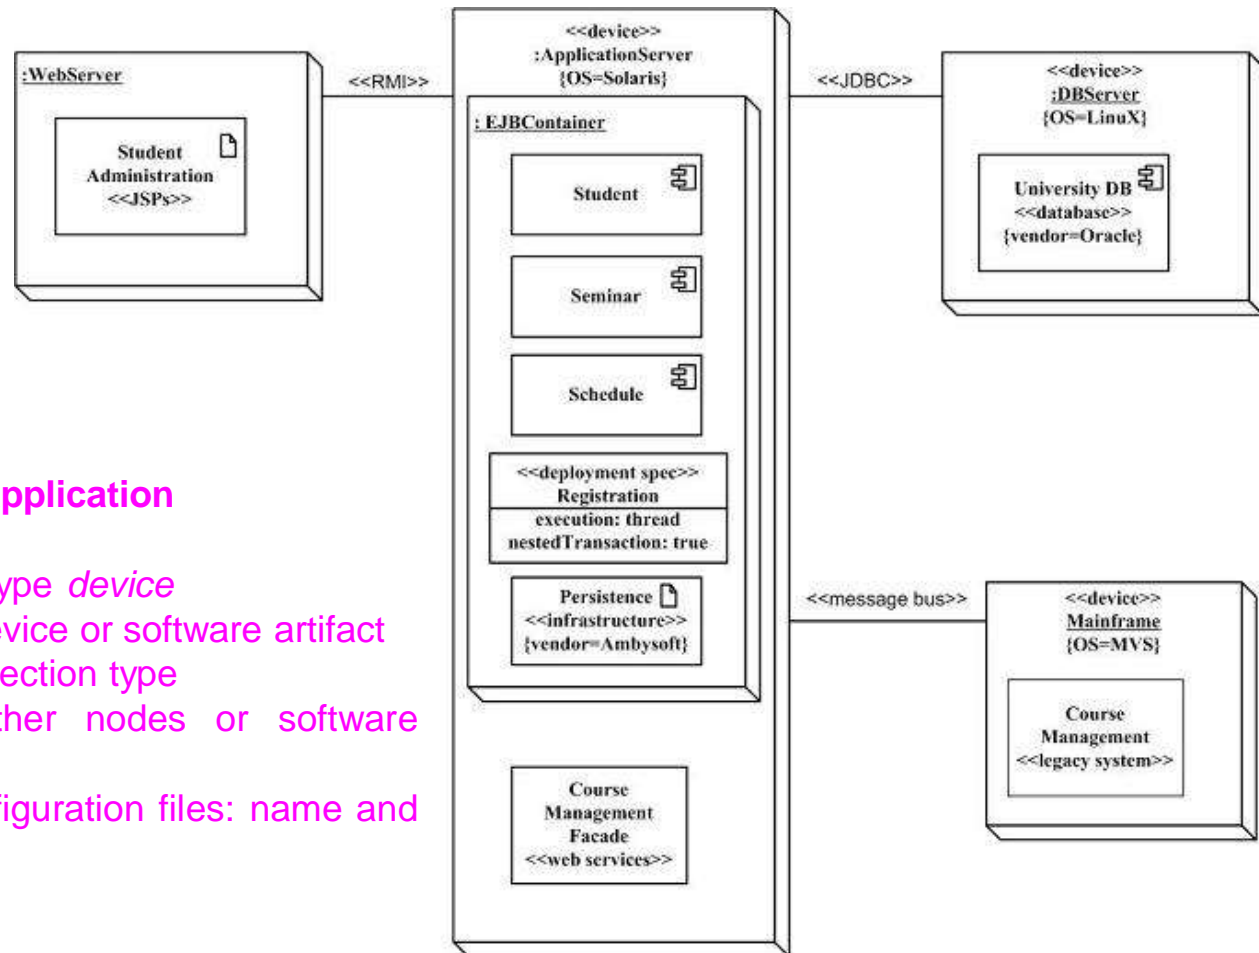 :WebServer
Student
Administration
<<JSPs>>
<<RMI>>
<<device>>
:ApplicationServer
{OS=Solaris}
: EJBContainer
Student
Seminar
Schedule
<<deployment spec>>
Registration
execution: thread
nestedTransaction: true
Persistence
<<infrastructure>>
{vendor=Ambysoft}
Course
Management
Facade
<<web services>>
<<JDBC>>
<<device>>
:DBServer
{OS=LinuX}
University DB
<<database>>
{vendor=Oracle}
<<message bus>>
<<device>>
Mainframe
{OS=MVS}
Course
Management
<<legacy system>>
pplication
ype device
evice or software artifact
ection type
ther nodes or software
figuration files: name and